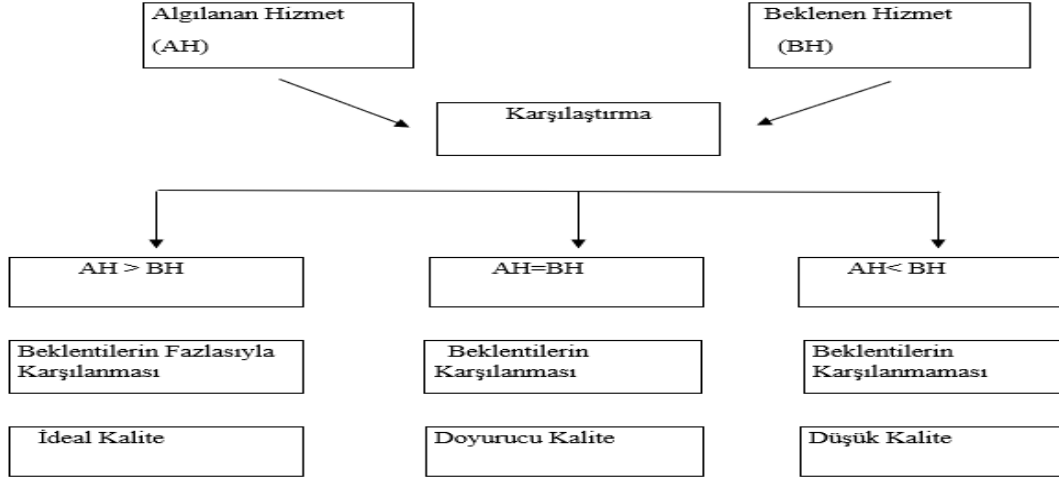 Algılanan Hizmet
(AH)
Beklenen Hizmet
(BH)
Karşılaştırma
AH > BH
AH=BH
AH< BH
Beklentilerin Fazlasıyla
Karşılanması
Beklentilerin
Karşılanması
Beklentilerin
Karşılanmaması
İdeal Kalite
Doyurucu Kalite
Düşük Kalite